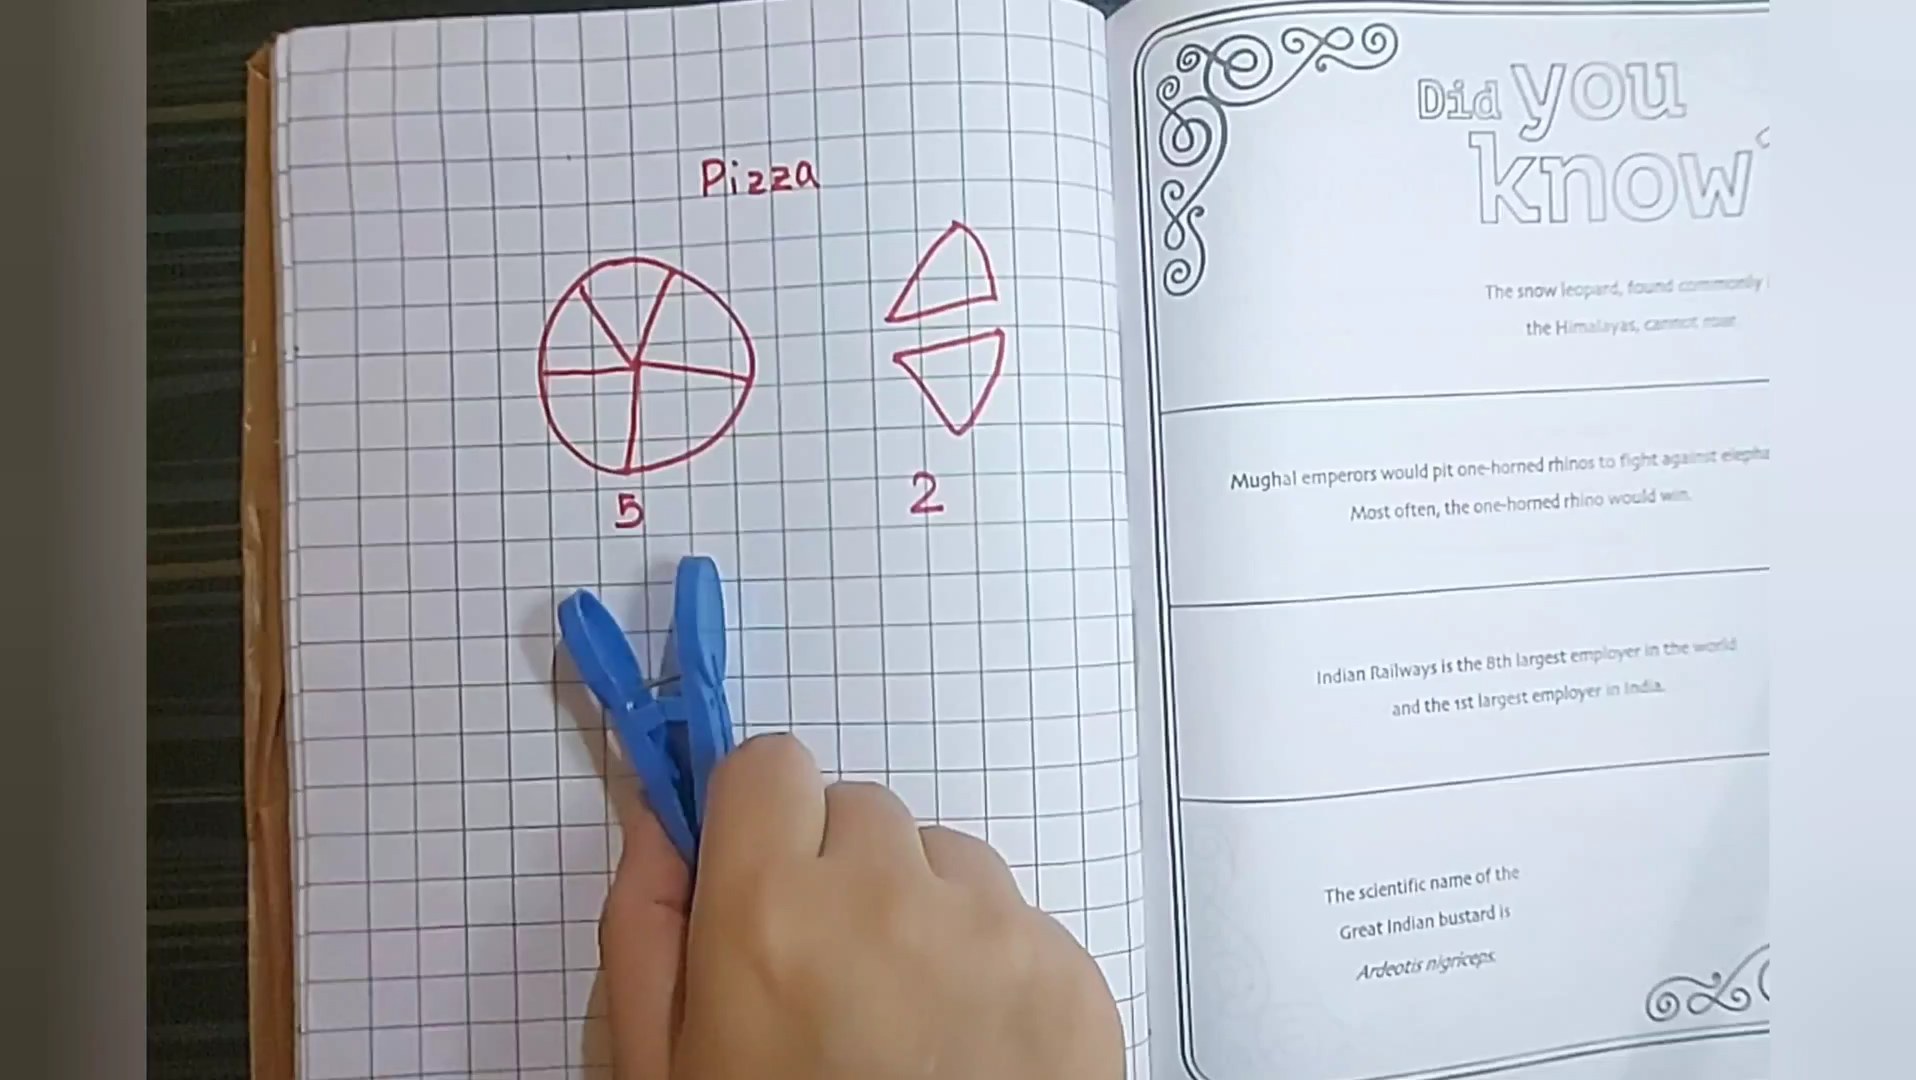 Pizza
5
2
Did you
know
The snow leopard, found commonly
the Himalayas, cannot roar.
Mughal emperors would pit one-horned rhinos to fight against
Most often, the one-horned rhino would win.
Indian Railways is the 8th largest employer in the world
and the 1st largest employer in India.
The scientific name of the
Great Indian bustard is
Ardeotis nigriceps.